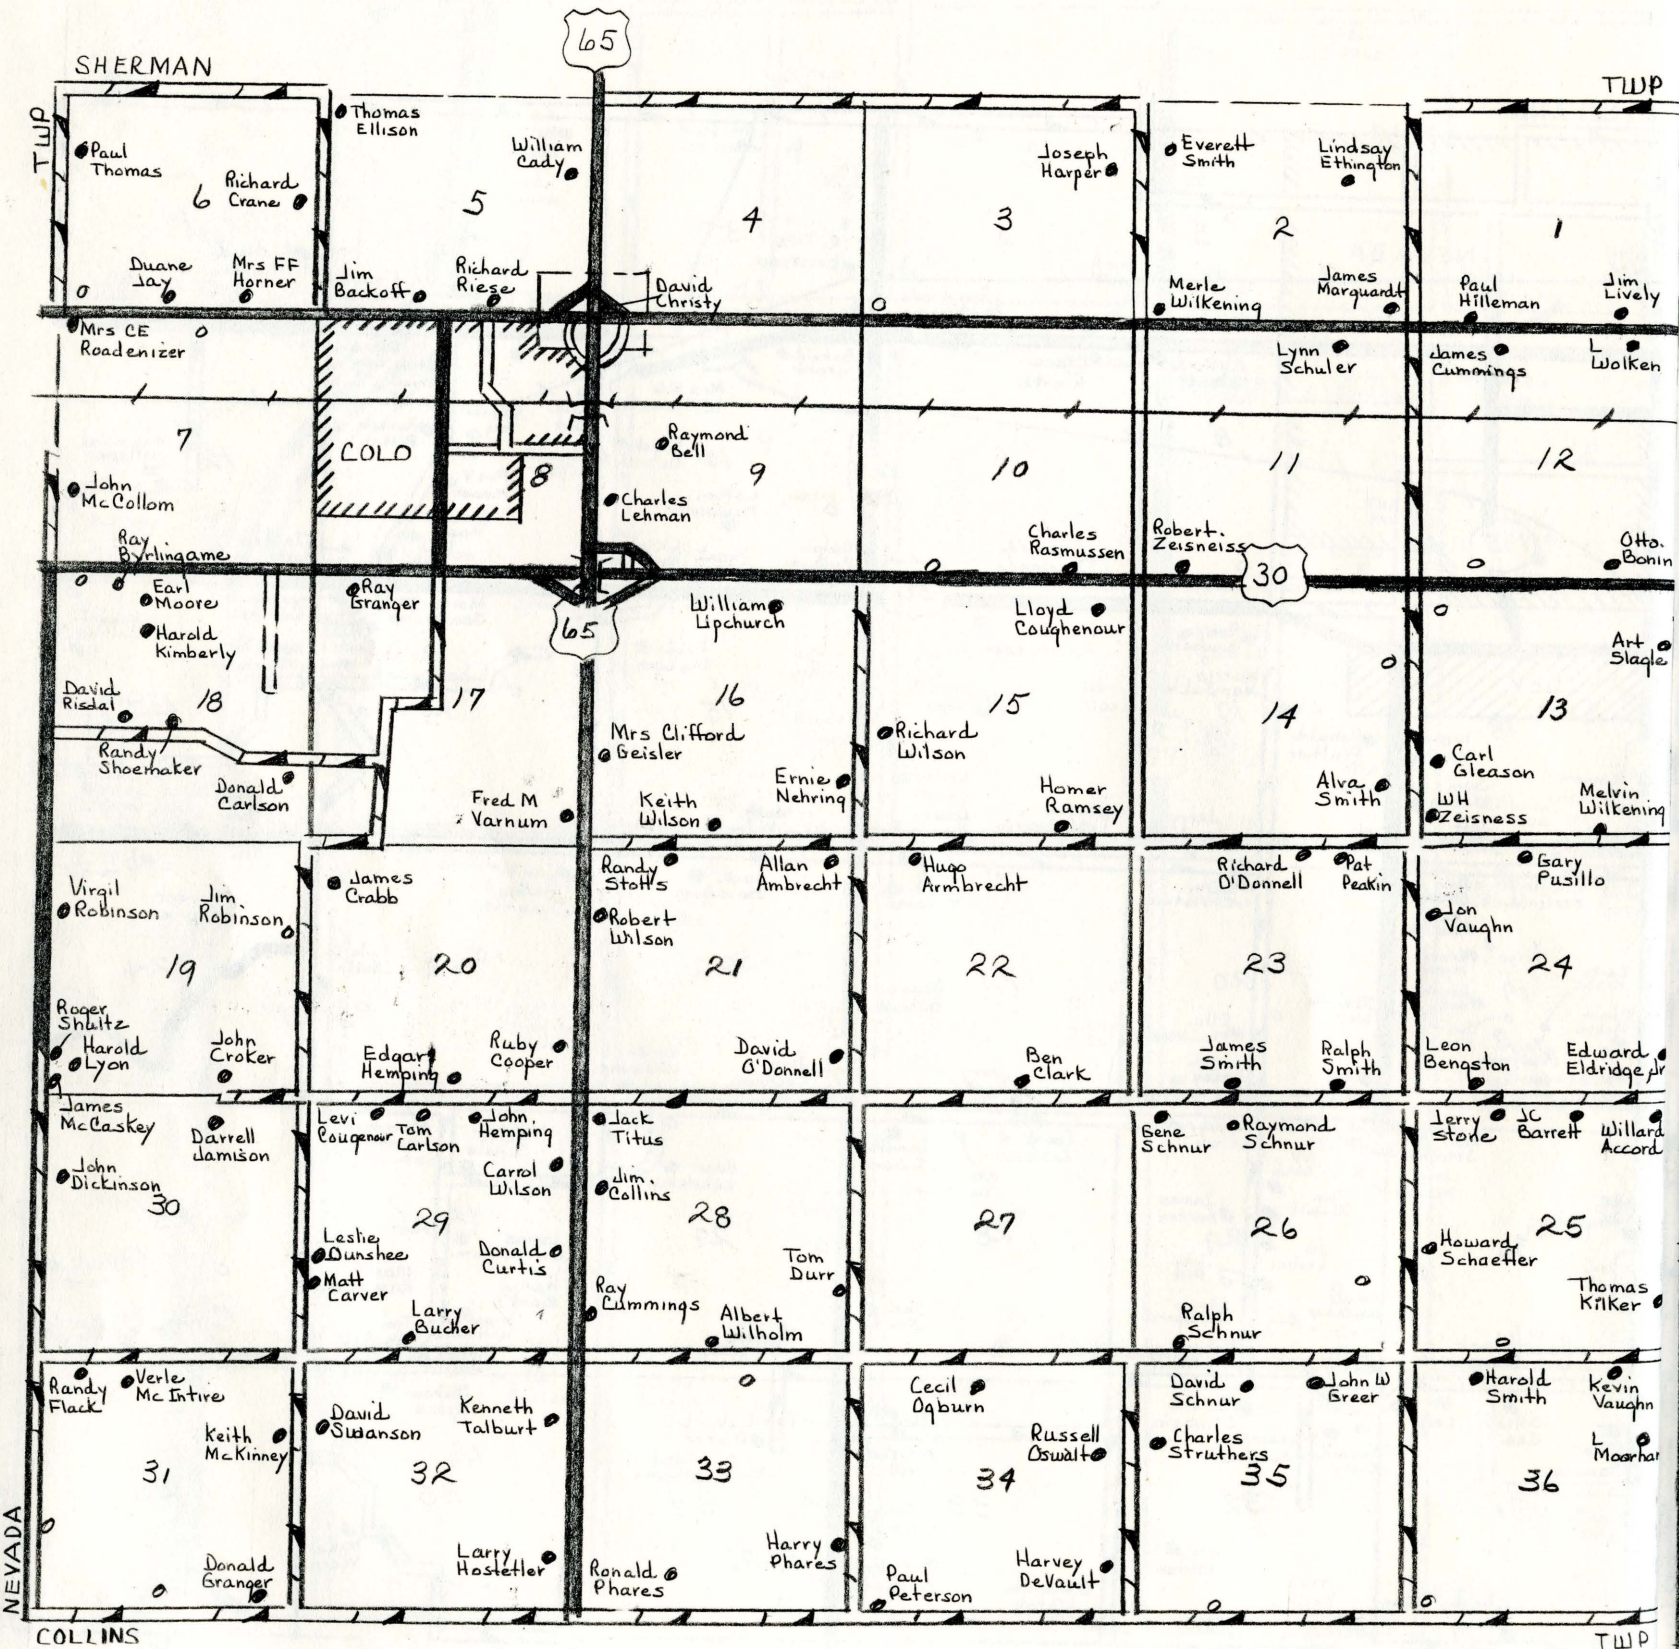 65
SHERMAN
TWP
TWP
Paul
Thomas
6
Richard
Crane
Duane
Jay
Mrs FF
Horner
Thomas
Ellison
William
Cady
5
Jim
Backoff
Richard
Riese
David
Christy
4
3
Joseph
Harper
Everett
Smith
Lindsay
Ethington
2
Merle
Wilkening
James
Marquardt
1
Paul
Hilleman
Jim
Lively
Mrs CE
Roadenizer
7
John
McCollom
Ray
Byrlingame
COLO
8
Raymond
Bell
9
Charles
Lehman
10
Charles
Rasmussen
Lynn
Schuler
11
Robert.
Zeisneiss
30
James
Cummings
L
Wolken
12
Otto.
Bonin
Earl
Moore
Harold
Kimberly
David
Risdal
18
Randy
Shoemaker
Donald
Carlson
Ray
Granger
17
65
Fred M
Varnum
William
Lipchurch
16
Mrs Clifford
Geisler
Keith
Wilson
Ernie
Nehring
Lloyd
Coughenour
15
Richard
Wilson
Homer
Ramsey
14
Alva
Smith
Art
Slagle
13
Carl
Gleason
WH
Zeisness
Melvin
Wilkening
Virgil
Robinson
Jim.
Robinson
19
Roger
Shultz
Harold
Lyon
John
Croker
James
Crabb
20
Edgar
Hemping
Ruby
Cooper
Randy
Stotts
Allan
Ambrecht
Robert
Wilson
21
David
O'Donnell
Hugo
Armbrecht
22
Ben
Clark
Richard
O'Donnell
Pat
Peakin
23
James
Smith
Ralph
Smith
Gary
Pusillo
Jon
Vaughn
24
Leon
Bengston
Edward
Eldridge, Jr
James
McCaskey
Darrell
Jamison
John
Dickinson
30
Levi
Cougenour
Tom
Carlson
John.
Hemping
Carrol
Wilson
29
Leslie
Dunshee
Matt
Carver
Donald
Curtis
Larry
Bucher
Jack
Titus
Jim.
Collins
28
Ray
Cummings
Tom
Durr
Albert
Wilholm
27
Gene
Schnur
Raymond
Schnur
26
Ralph
Schnur
Jerry
Stone
JC
Barrett
Willard
Accord
25
Howard
Schaeffer
Thomas
Kilker
Randy
Flack
Verle
McIntire
Keith
McKinney
31
Donald
Granger
David
Swanson
Kenneth
Talburt
32
Larry
Hostetler
33
Ronald
Phares
Harry
Phares
Cecil
Ogburn
Russell
Oswalt
34
Paul
Peterson
Harvey
DeVault
David
Schnur
John W
Greer
Charles
Struthers
35
Harold
Smith
Kevin
Vaughn
L
36
NEVADA
COLLINS
TWP